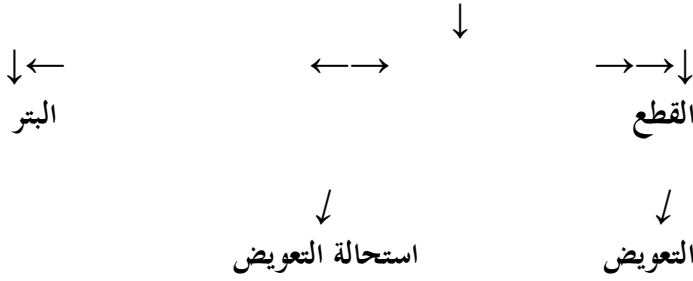 ↓
↓→→ ←→ ↓←
القطع البتر
↓ ↓
التعويض استحالة التعويض